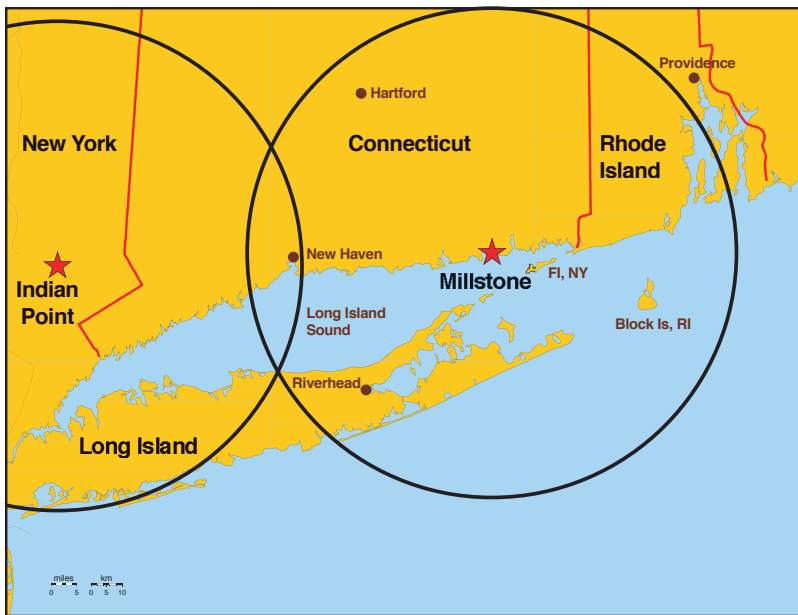 Providence
Hartford
New York
Connecticut
Rhode
Island
New Haven
Indian
Point
Millstone
FI, NY
Long Island
Sound
Block Is, RI
Riverhead
Long Island
miles
km
0 5
0 5 10